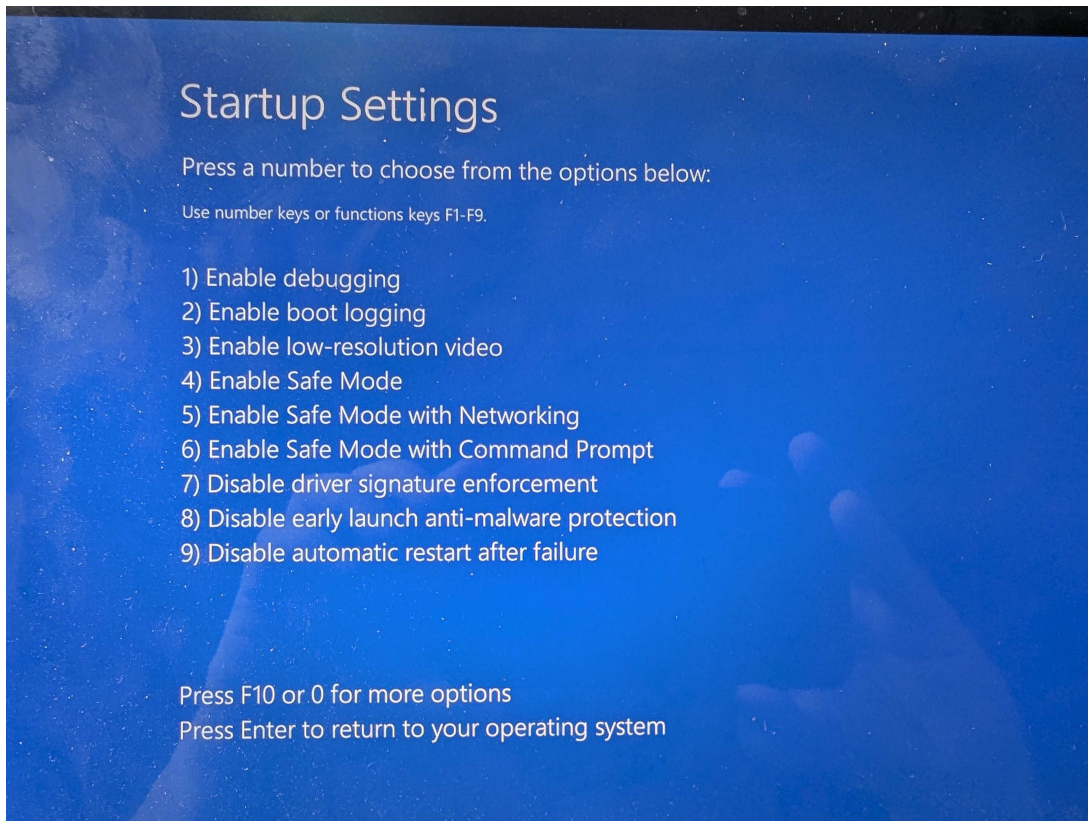 Startup Settings
Press a number to choose from the options below:
Use number keys or functions keys F1-F9.
1) Enable debugging
2) Enable boot logging
3) Enable low-resolution video
4) Enable Safe Mode
5) Enable Safe Mode with Networking
6) Enable Safe Mode with Command Prompt
7) Disable driver signature enforcement
8) Disable early launch anti-malware protection
9) Disable automatic restart after failure
Press F10 or 0 for more options
Press Enter to return to your operating system